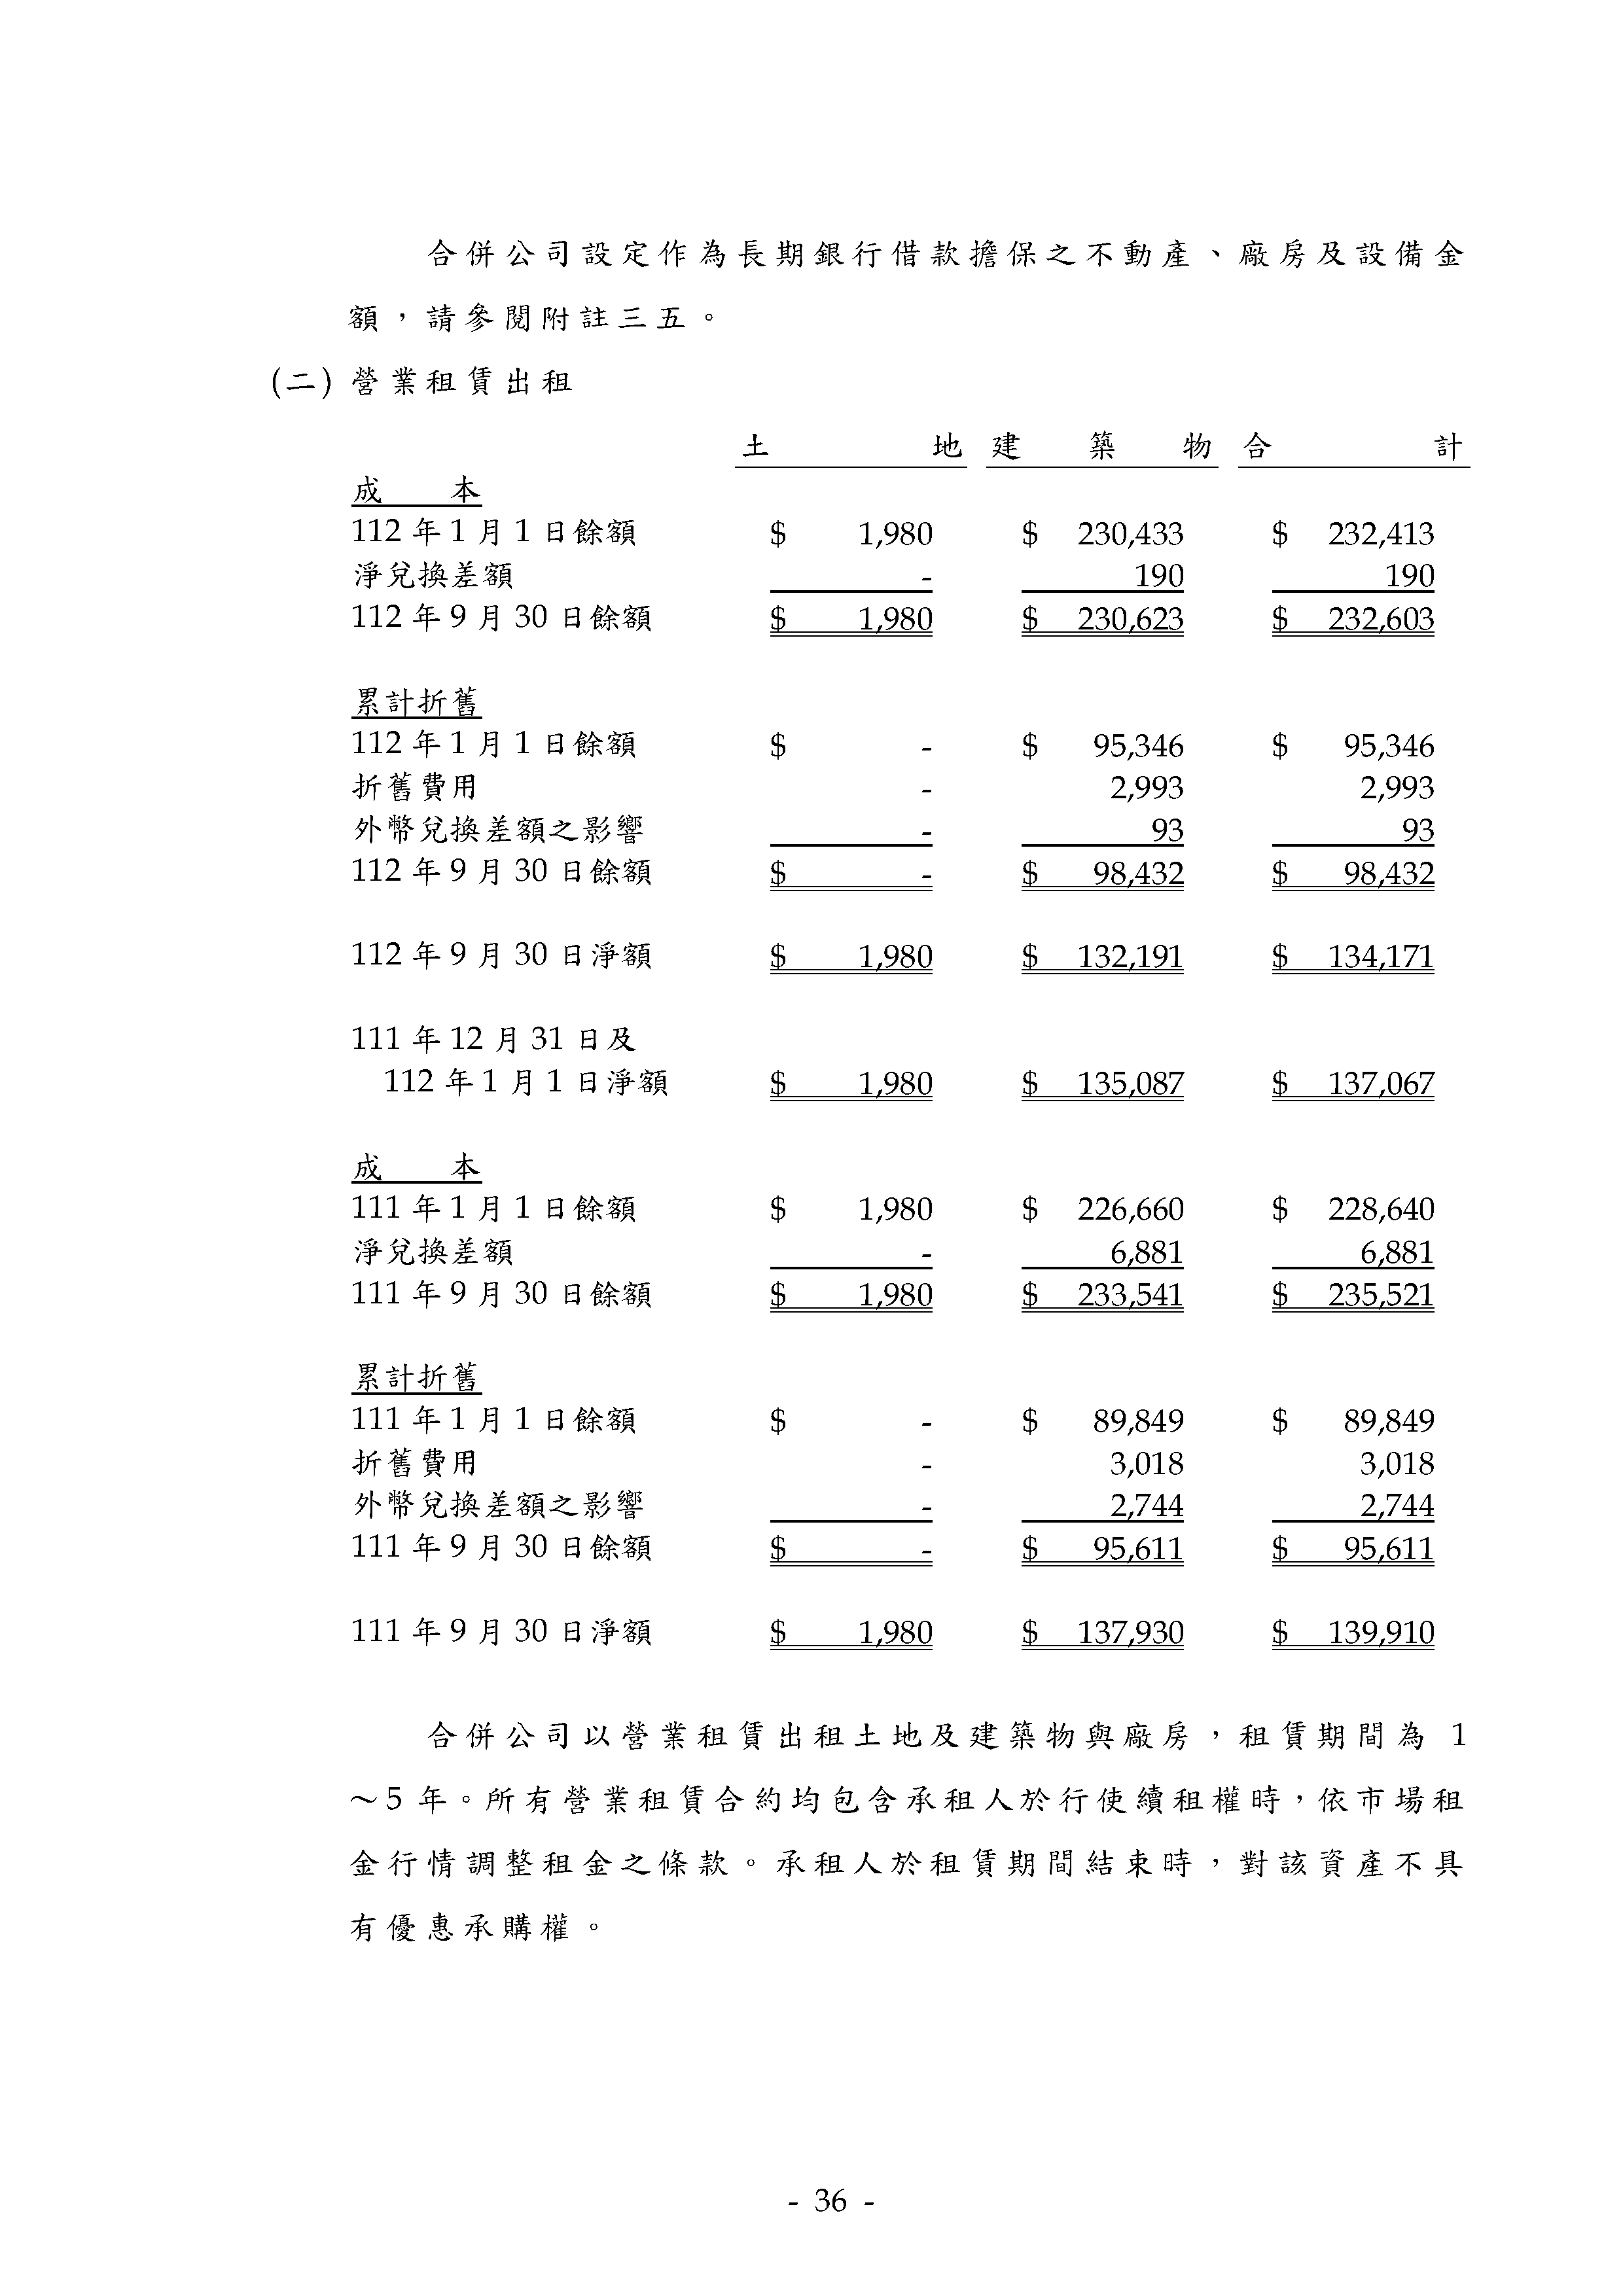 合併公司設定作為長期銀行借款擔保之不動產、廠房及設備金
額，請參閱附註三五。
(二) 營業租賃出租
土地 建築物 合計
成本
112 年 1 月 1 日餘額 $ 1,980 $ 230,433 $ 232,413
淨兌換差額 - 190 190
112 年 9 月 30 日餘額 $ 1,980 $ 230,623 $ 232,603
累計折舊
112 年 1 月 1 日餘額 $ - $ 95,346 $ 95,346
折舊費用 - 2,993 2,993
外幣兌換差額之影響 - 93 93
112 年 9 月 30 日餘額 $ - $ 98,432 $ 98,432
112 年 9 月 30 日淨額 $ 1,980 $ 132,191 $ 134,171
111 年 12 月 31 日及
112 年 1 月 1 日淨額 $ 1,980 $ 135,087 $ 137,067
成本
111 年 1 月 1 日餘額 $ 1,980 $ 226,660 $ 228,640
淨兌換差額 - 6,881 6,881
111 年 9 月 30 日餘額 $ 1,980 $ 233,541 $ 235,521
累計折舊
111 年 1 月 1 日餘額 $ - $ 89,849 $ 89,849
折舊費用 - 3,018 3,018
外幣兌換差額之影響 - 2,744 2,744
111 年 9 月 30 日餘額 $ - $ 95,611 $ 95,611
111 年 9 月 30 日淨額 $ 1,980 $ 137,930 $ 139,910
合併公司以營業租賃出租土地及建築物與廠房，租賃期間為 1
～5 年。所有營業租賃合約均包含承租人於行使續租權時，依市場租
金行情調整租金之條款。承租人於租賃期間結束時，對該資產不具
有優惠承購權。
- 36 -